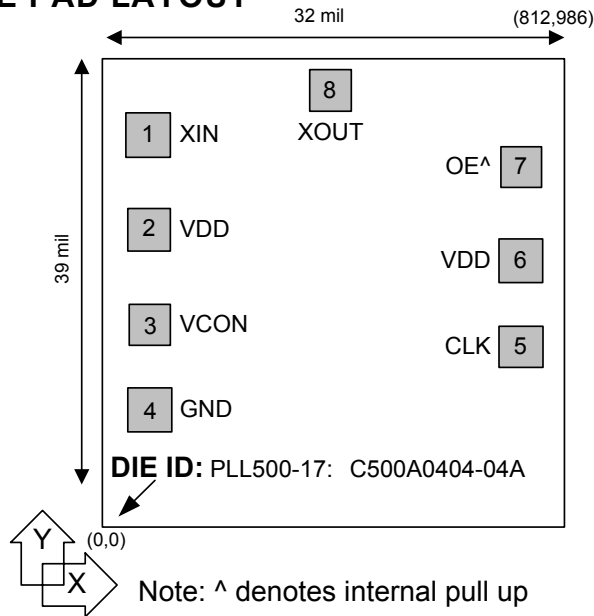 PAD LAYOUT
32 mil
(812,986)
8
XOUT
1 XIN
OE^ 7
2 VDD
VDD 6
39 mil
3 VCON
CLK 5
4 GND
DIE ID: PLL500-17: C500A0404-04A
(0,0)
Y
X
Note: ^ denotes internal pull up